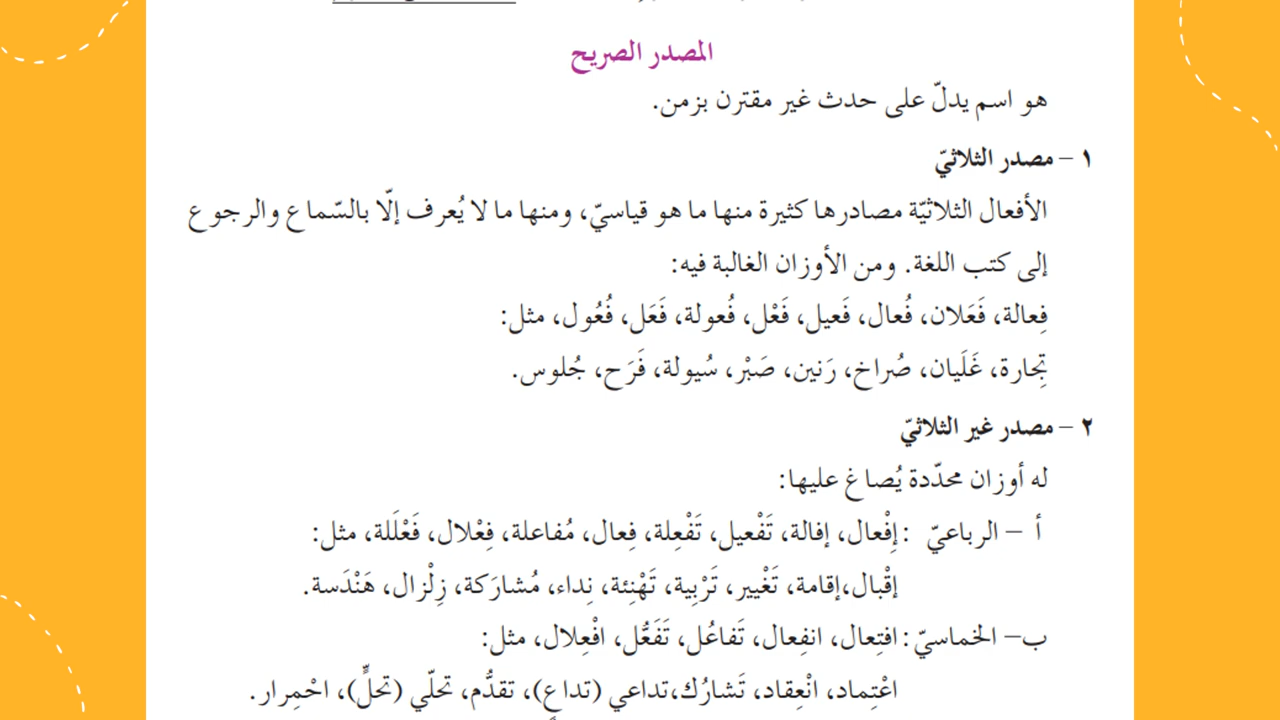 المصدر الصريح
هو اسم يدلّ على حدث غير مقترن بزمن.
١ – مصدر الثلاثيّ
الأفعال الثلاثيّة مصادرها كثيرة منها ما هو قياسيّ، ومنها ما لا يُعرف إلّا بالسّماع والرجوع
إلى كتب اللغة. ومن الأوزان الغالبة فيه:
فِعالة، فَعَلان، فُعال، فَعيل، فَعْل، فُعولة، فَعَل، فُعُول، مثل:
تِجارة، غَلَيان، صُراخ، رَنين، صَبْر، سُيولة، فَرَح، جُلوس.
٢ – مصدر غير الثلاثيّ
له أوزان محدّدة يُصاغ عليها:
أ – الرباعيّ : إِفْعال، إفالة، تَفْعيل، تَفْعِلة، فِعال، مُفاعلة، فِعْلال، فَعْلَلة، مثل:
إقْبال،إقامة، تَغْيير، تَرْبِية، تَهْنِئة، نِداء، مُشارَكة، زِلْزال، هَنْدَسة.
ب– الخماسيّ : افتِعال، انفِعال، تَفاعُل، تَفَعُّل، افْعِلال، مثل:
اعْتِماد، انْعِقاد، تَشارُك،تداعي (تداعٍ)، تقدُّم، تحلّي (تحلٍّ)، احْمِرار.